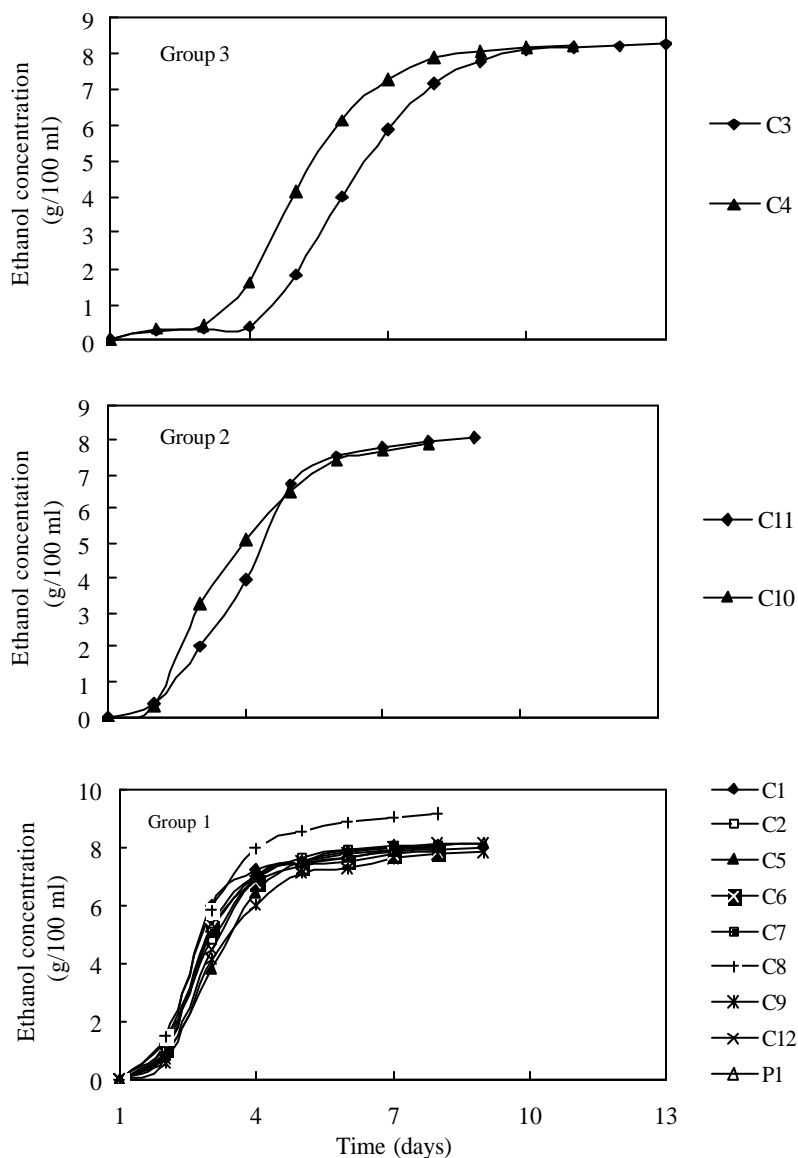 9
8
7
6
5
4
3
2
1
0
Ethanol concentration
(g/100 ml)
Group 3
C3
C4
9
8
7
6
5
4
3
2
1
0
Ethanol concentation
(g/100 ml)
Group 2
C11
C10
10
8
6
4
2
0
Ethanol concentration
(g/100 ml)
Group 1
1
4
7
10
13
Time (days)
C1
C2
C5
C6
C7
C8
C9
C12
P1